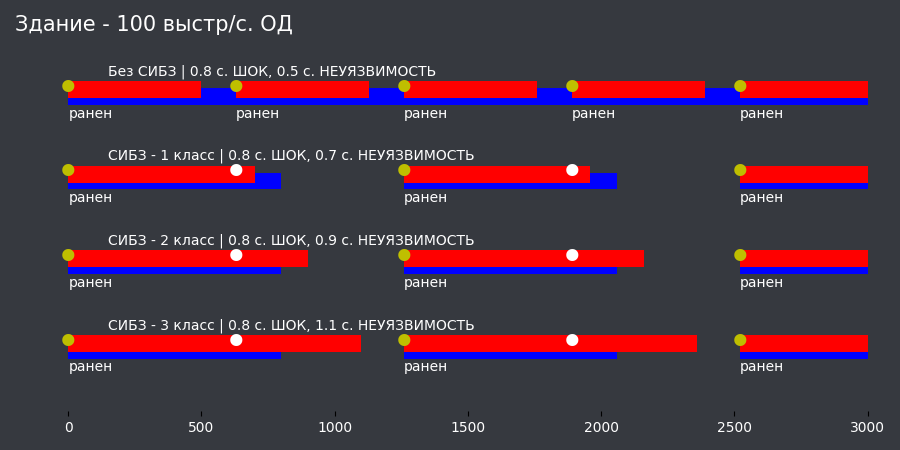 Здание - 100 выстр/с. ОД
Без СИБЗ | 0.8 с. ШОК, 0.5 с. НЕУЯЗВИМОСТЬ
ранен ранен ранен ранен ранен
СИБЗ - 1 класс | 0.8 с. ШОК, 0.7 с. НЕУЯЗВИМОСТЬ
ранен ранен ранен
СИБЗ - 2 класс | 0.8 с. ШОК, 0.9 с. НЕУЯЗВИМОСТЬ
ранен ранен ранен
СИБЗ - 3 класс | 0.8 с. ШОК, 1.1 с. НЕУЯЗВИМОСТЬ
ранен ранен ранен
0 500 1000 1500 2000 2500 3000